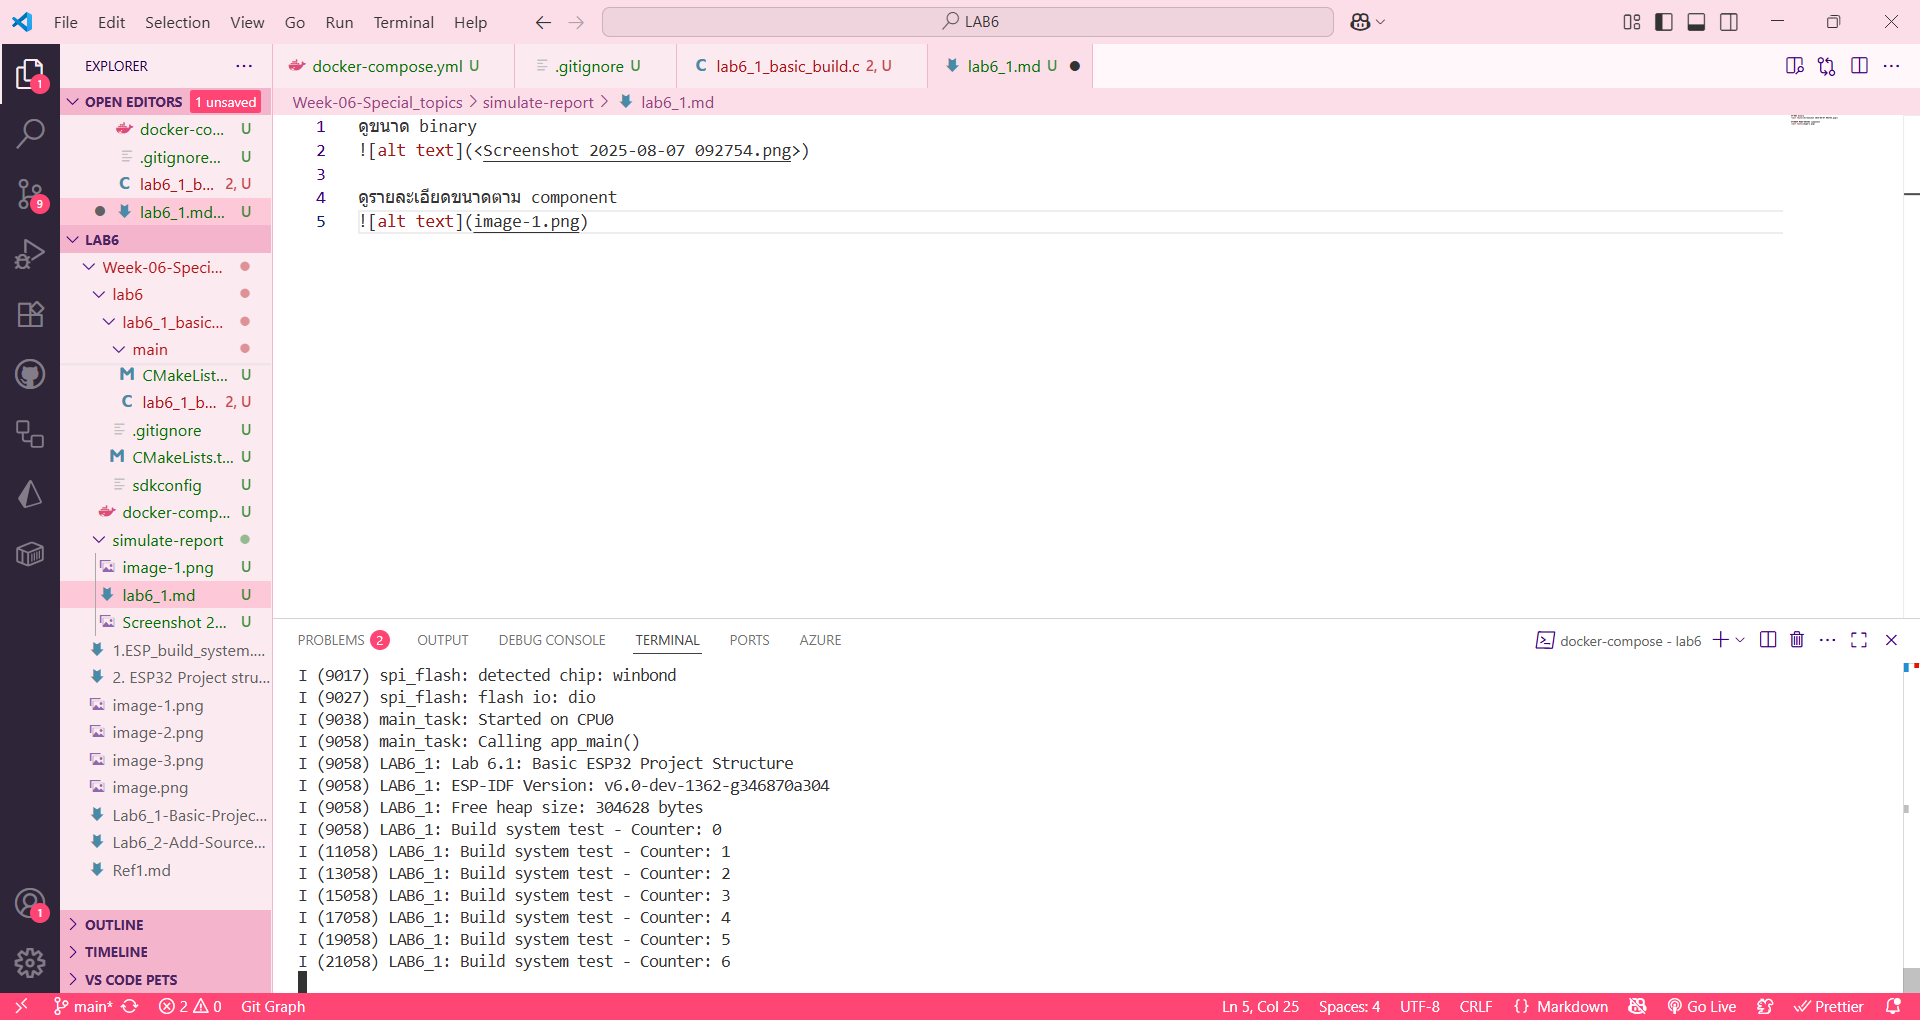 File Edit Selection View Go Run Terminal Help
LAB6
EXPLORER
OPEN EDITORS 1 unsaved
docker-co... U
.gitignore... U
lab6_1_b... 2, U
lab6_1.md... U
LAB6
Week-06-Speci...
lab6
lab6_1_basic...
main
CMakeList... U
lab6_1_b... 2, U
.gitignore U
CMakeLists.t... U
sdkconfig U
docker-comp... U
simulate-report
image-1.png U
lab6_1.md U
Screenshot 2... U
1.ESP_build_system....
2. ESP32 Project stru...
image-1.png
image-2.png
image-3.png
image.png
Lab6_1-Basic-Projec...
Lab6_2-Add-Source...
Ref1.md
OUTLINE
TIMELINE
VS CODE PETS
1
9
1
docker-compose.yml U
.gitignore U
lab6_1_basic_build.c 2, U
lab6_1.md U
Week-06-Special_topics > simulate-report > lab6_1.md
1 ดูขนาด binary
2 ![alt text](<Screenshot 2025-08-07 092754.png>)
3
4 ดูรายละเอียดขนาดตาม component
5 ![alt text](image-1.png)
PROBLEMS 2 OUTPUT DEBUG CONSOLE TERMINAL PORTS AZURE
docker-compose - lab6
I (9017) spi_flash: detected chip: winbond
I (9027) spi_flash: flash io: dio
I (9038) main_task: Started on CPU0
I (9058) main_task: Calling app_main()
I (9058) LAB6_1: Lab 6.1: Basic ESP32 Project Structure
I (9058) LAB6_1: ESP-IDF Version: v6.0-dev-1362-g346870a304
I (9058) LAB6_1: Free heap size: 304628 bytes
I (9058) LAB6_1: Build system test - Counter: 0
I (11058) LAB6_1: Build system test - Counter: 1
I (13058) LAB6_1: Build system test - Counter: 2
I (15058) LAB6_1: Build system test - Counter: 3
I (17058) LAB6_1: Build system test - Counter: 4
I (19058) LAB6_1: Build system test - Counter: 5
I (21058) LAB6_1: Build system test - Counter: 6
main* 2 0 Git Graph
Ln 5, Col 25 Spaces: 4 UTF-8 CRLF {} Markdown Go Live Prettier